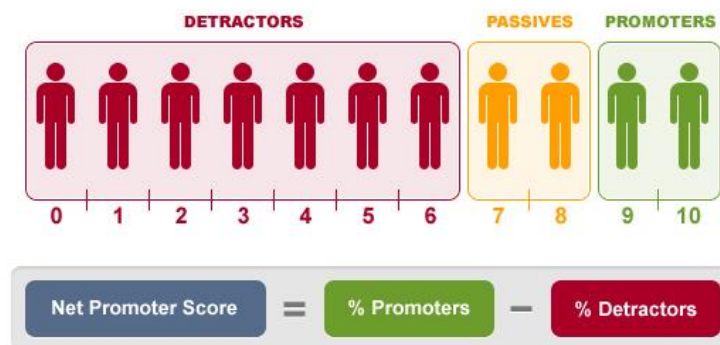 DETRACTORS PASSIVES PROMOTERS
0 1 2 3 4 5 6 7 8 9 10
Net Promoter Score = % Promoters − % Detractors